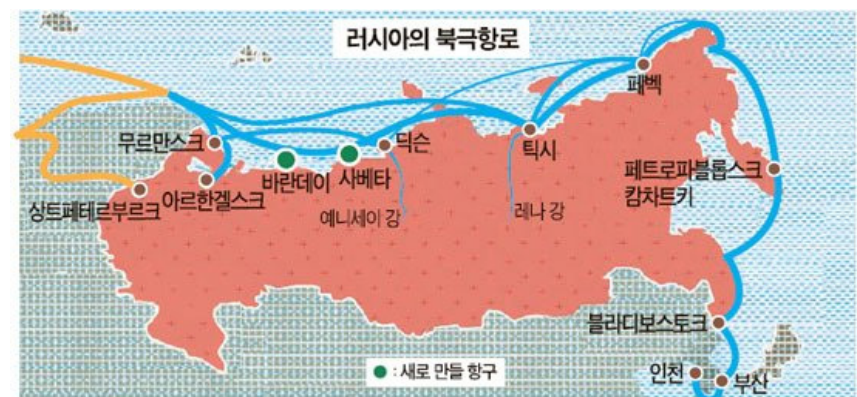 러시아의 북극항로
페벡
무르만스크
딕슨
틱시
바란데이
사베타
페트로파블롭스크
캄차트키
상트페테르부르크
아르한겔스크
예니세이 강
레나 강
블라디보스토크
● : 새로 만들 항구
인천
부산